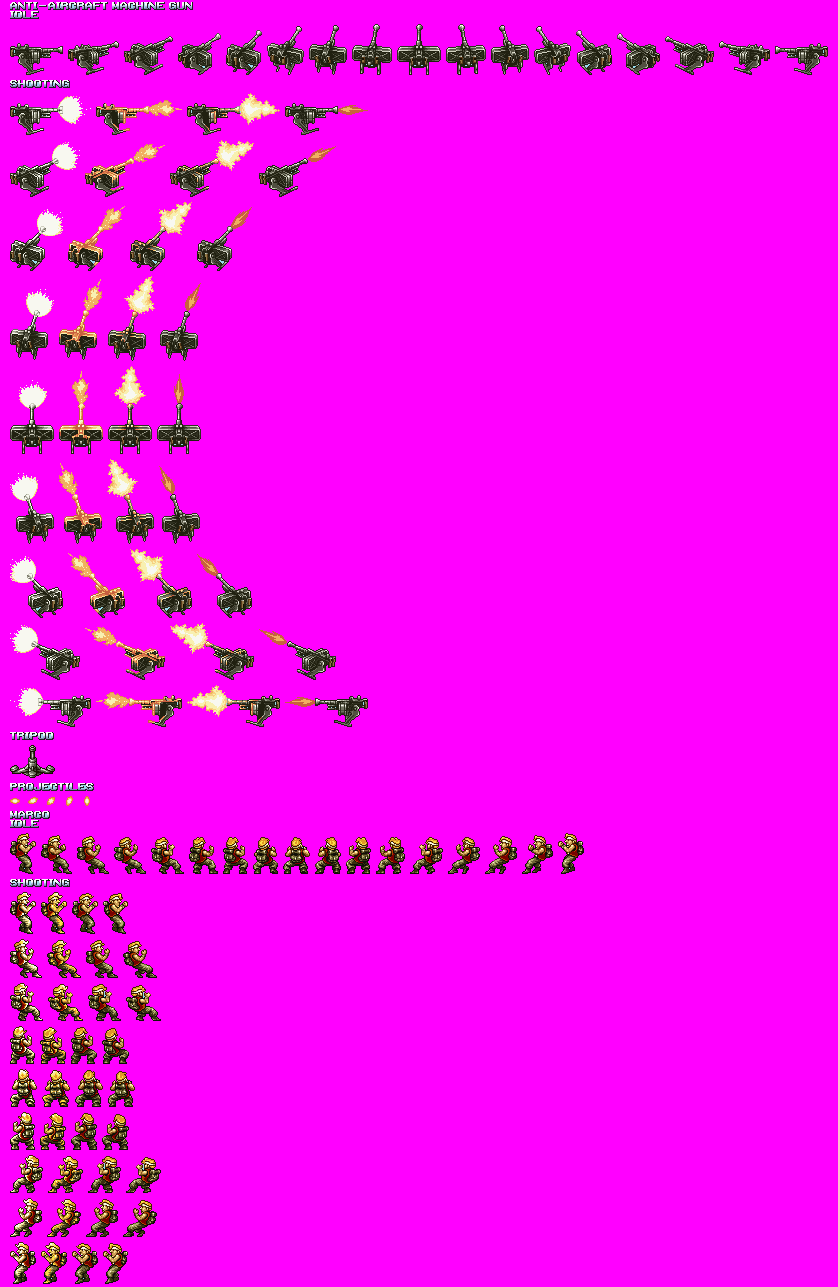 ANTI-AIRCRAFT MACHINE GUN
IDLE
SHOOTING
TRIPOD
PROJECTILES
MARCO
IDLE
SHOOTING